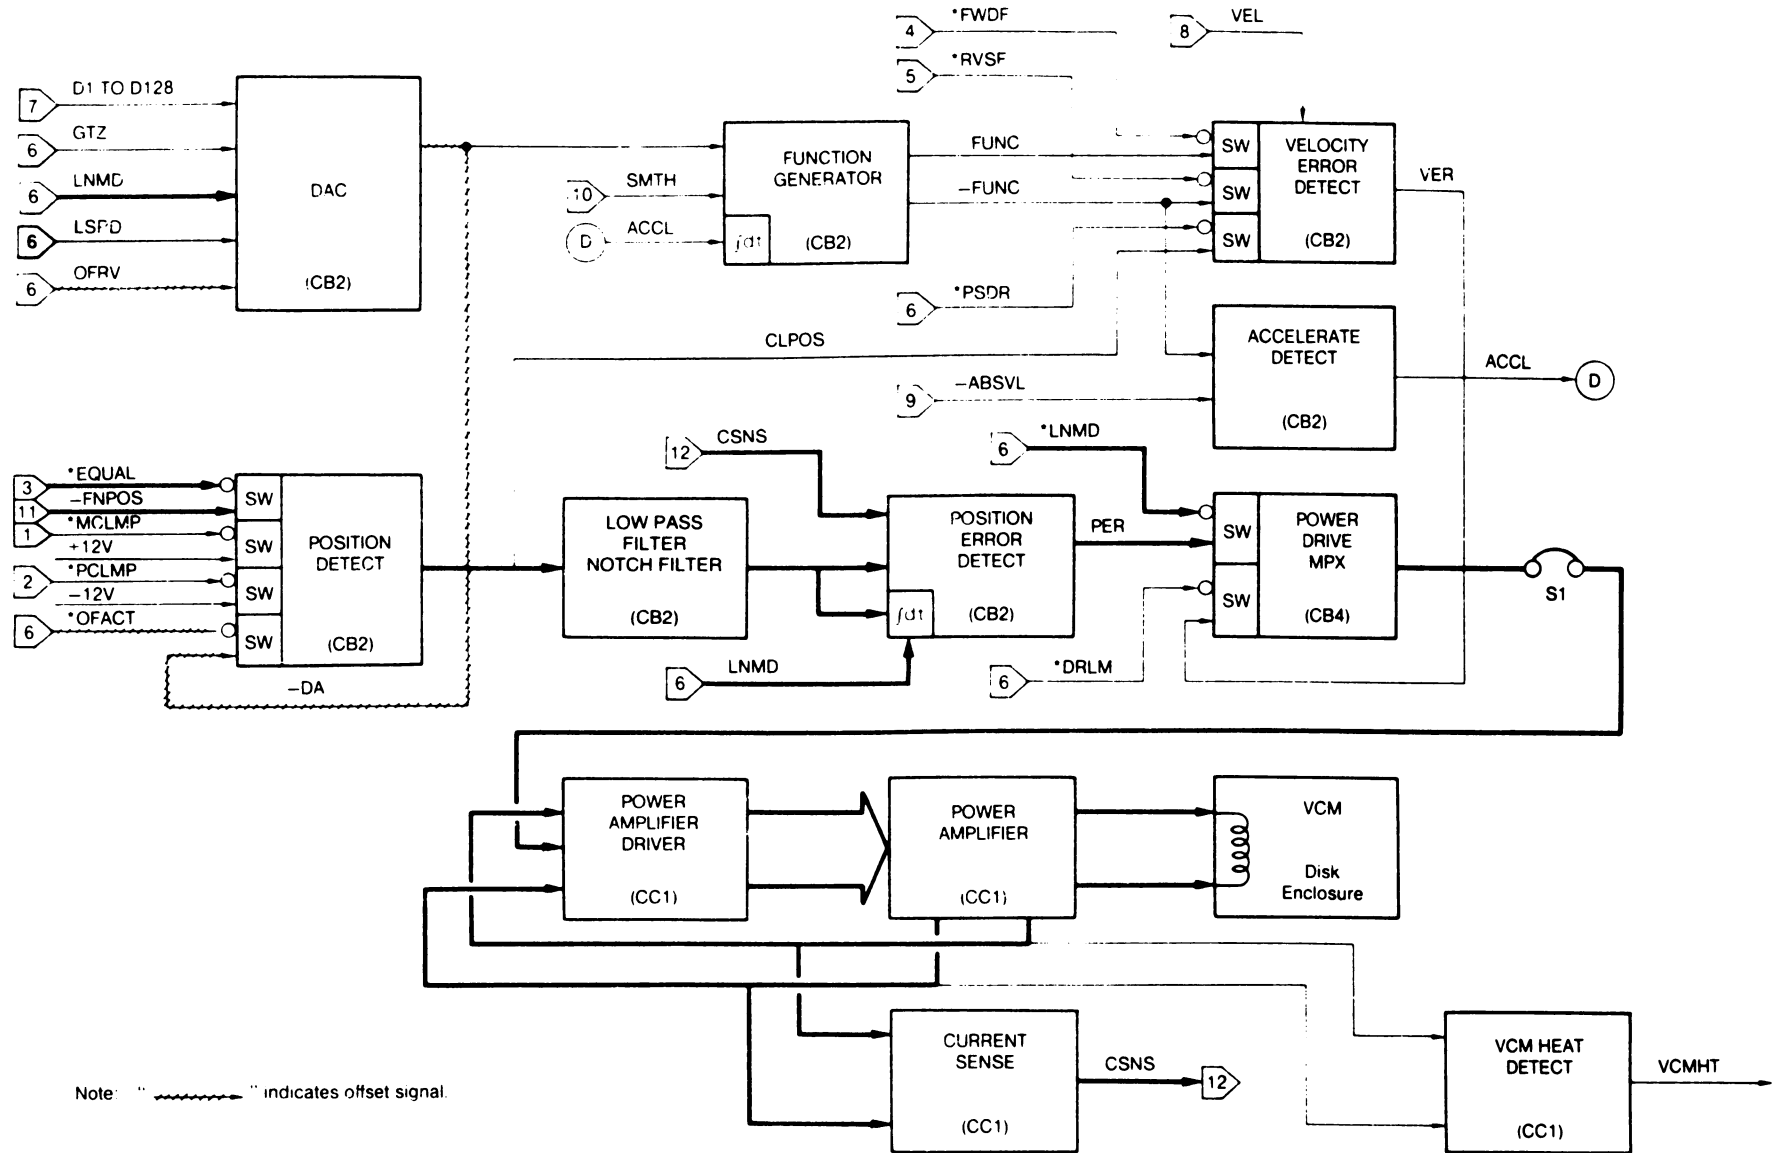 4 *FWDF
8 VEL
5 *RVSF
7 D1 TO D128
6 GTZ
6 LNMD
6 LSPD
6 OFRV
DAC
(CB2)
10 SMTH
D ACCL
FUNCTION
GENERATOR
∫dt
(CB2)
FUNC
–FUNC
SW
SW
SW
VELOCITY
ERROR
DETECT
(CB2)
VER
6 *PSDR
CLPOS
9 –ABSVL
ACCELERATE
DETECT
(CB2)
ACCL
D
3 *EQUAL
11 –FNPOS
1 *MCLMP
+12V
2 *PCLMP
–12V
6 *OFACT
SW
SW
SW
SW
POSITION
DETECT
(CB2)
–DA
12 CSNS
LOW PASS
FILTER
NOTCH FILTER
(CB2)
6 LNMD
POSITION
ERROR
DETECT
∫dt
(CB2)
PER
6 *LNMD
6 *DRLM
SW
SW
POWER
DRIVE
MPX
(CB4)
S1
POWER
AMPLIFIER
DRIVER
(CC1)
POWER
AMPLIFIER
(CC1)
VCM
Disk
Enclosure
CURRENT
SENSE
(CC1)
CSNS 12
VCM HEAT
DETECT
(CC1)
VCMHT
Note: " " indicates offset signal.